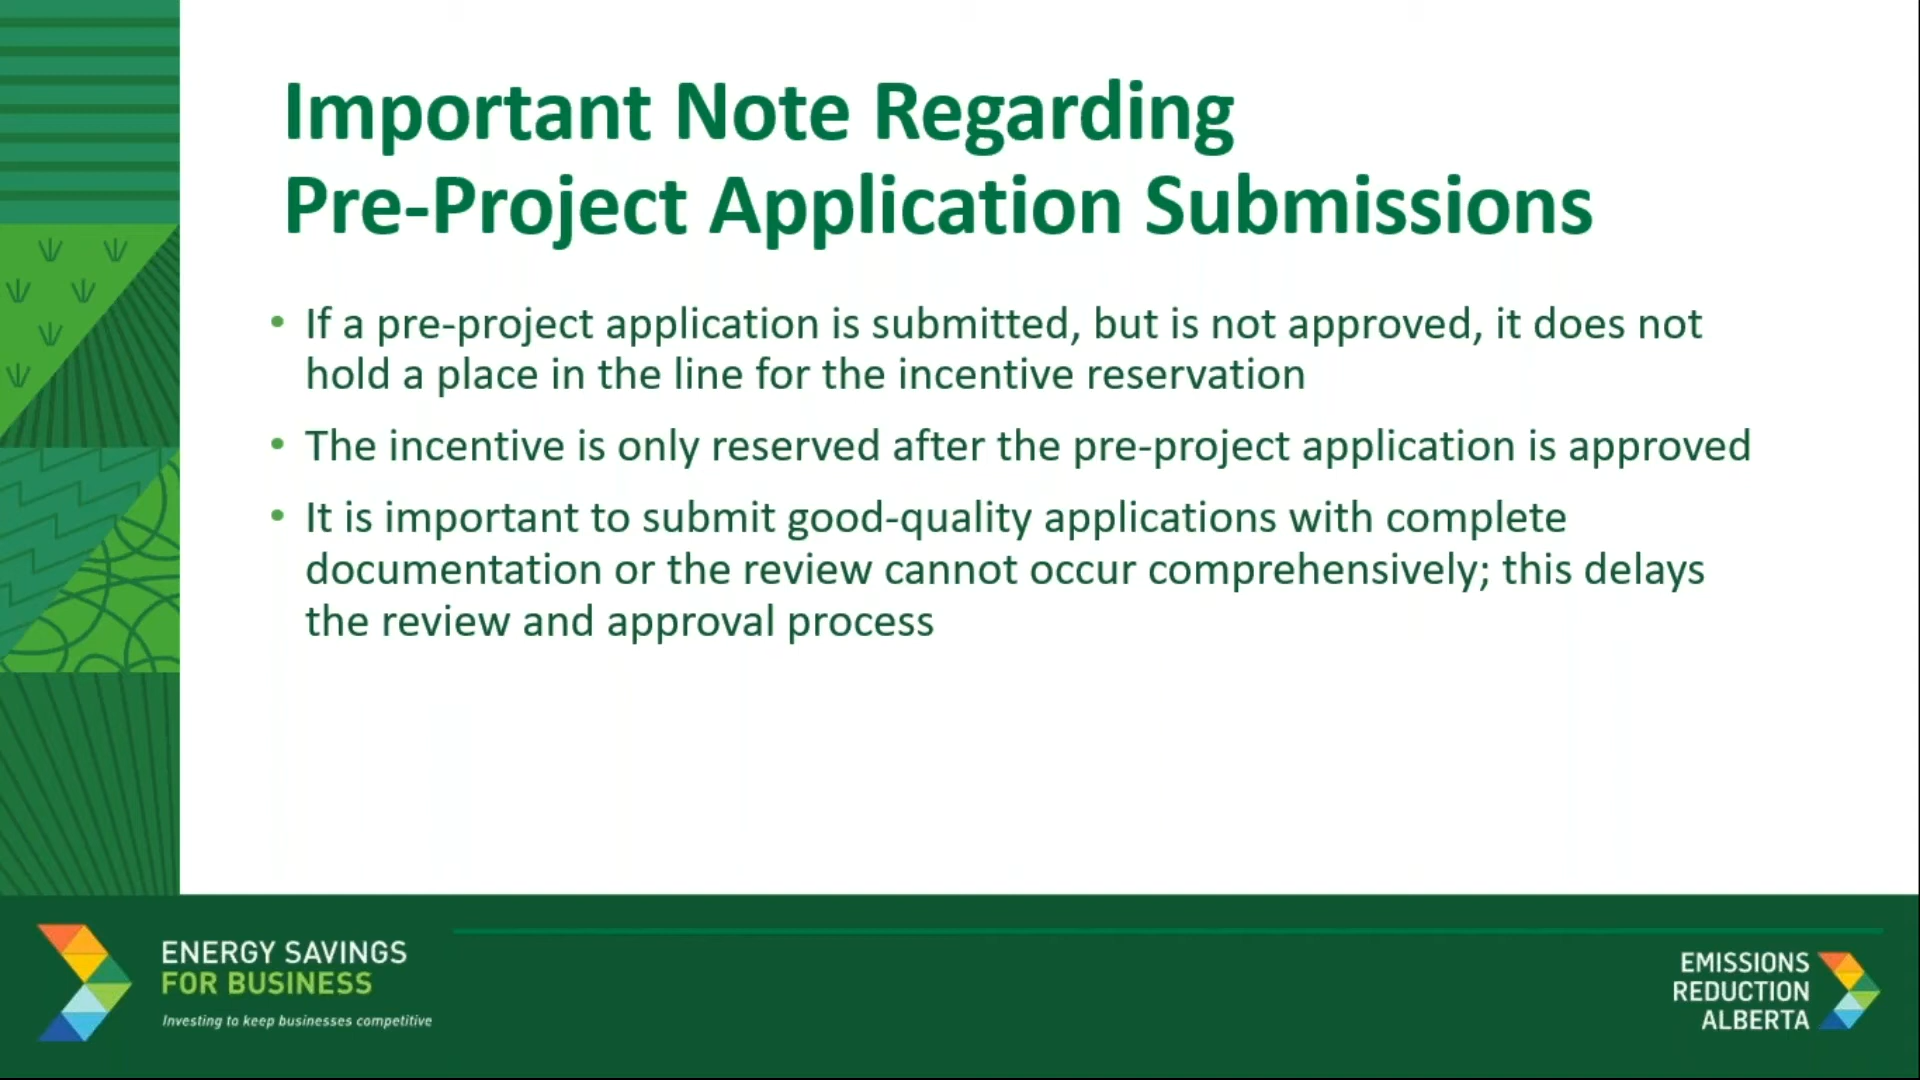 Important Note Regarding
Pre-Project Application Submissions
• If a pre-project application is submitted, but is not approved, it does not
hold a place in the line for the incentive reservation
• The incentive is only reserved after the pre-project application is approved
• It is important to submit good-quality applications with complete
documentation or the review cannot occur comprehensively; this delays
the review and approval process
ENERGY SAVINGS
FOR BUSINESS
Investing to keep businesses competitive
EMISSIONS
REDUCTION
ALBERTA